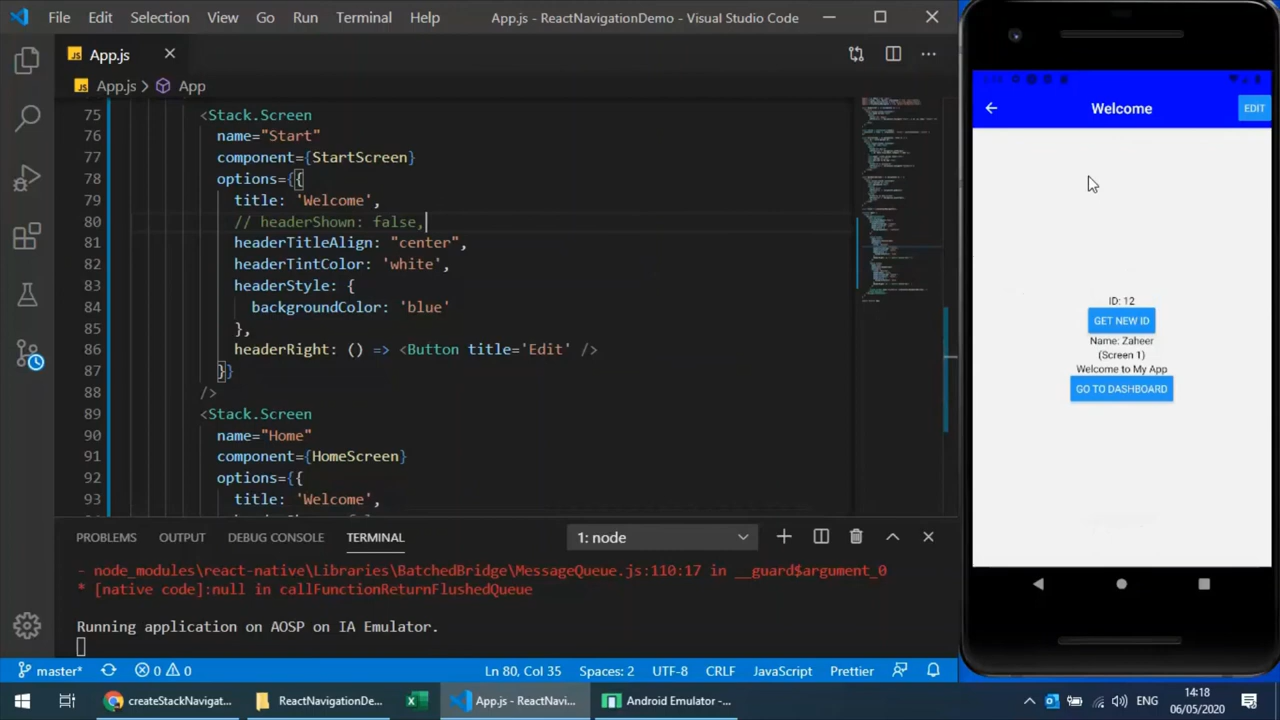 File Edit Selection View Go Run Terminal Help App.js - ReactNavigationDemo - Visual Studio Code
JS App.js
JS App.js > App
75 <Stack.Screen
76 name="Start"
77 component={StartScreen}
78 options={{
79 title: 'Welcome',
80 // headerShown: false,
81 headerTitleAlign: "center",
82 headerTintColor: 'white',
83 headerStyle: {
84 backgroundColor: 'blue'
85 },
86 headerRight: () => <Button title='Edit' />
87 }}
88 />
89 <Stack.Screen
90 name="Home"
91 component={HomeScreen}
92 options={{
93 title: 'Welcome',
PROBLEMS OUTPUT DEBUG CONSOLE TERMINAL 1: node
- node_modules\react-native\Libraries\BatchedBridge\MessageQueue.js:110:17 in __guard$argument_0
* [native code]:null in callFunctionReturnFlushedQueue
Running application on AOSP on IA Emulator.
master* 0 0 Ln 80, Col 35 Spaces: 2 UTF-8 CRLF JavaScript Prettier
createStackNavigat... ReactNavigationDe... App.js - ReactNavi... Android Emulator -... ENG 14:18
06/05/2020
Welcome EDIT
ID: 12
GET NEW ID
Name: Zaheer
(Screen 1)
Welcome to My App
GO TO DASHBOARD